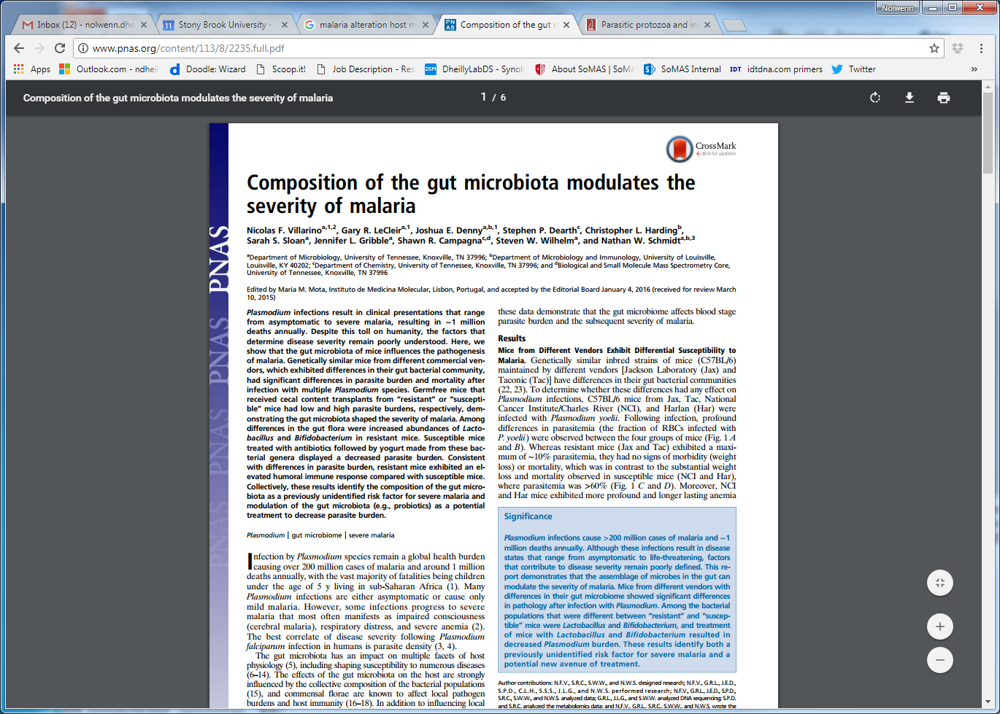 Nolwenn
Inbox (12) - nolwenn.dhe
Stony Brook University -
malaria alteration host m
Composition of the gut r
Parasitic protozoa and in
www.pnas.org/content/113/8/2235.full.pdf
Apps
Outlook.com - ndheil
Doodle: Wizard
Scoop.it!
Job Description - Res
DheillyLabDS - Synol
About SoMAS | SoMA
SoMAS Internal
IDT idtdna.com primers
Twitter
»
Composition of the gut microbiota modulates the severity of malaria
1 / 6
CrossMark
click for updates
PNAS PNAS PNAS PNAS
Composition of the gut microbiota modulates the
severity of malaria
Nicolas F. Villarino^a,1,2, Gary R. LeCleir^a,1, Joshua E. Denny^a,b,1, Stephen P. Dearth^c, Christopher L. Harding^b,
Sarah S. Sloan^a, Jennifer L. Gribble^a, Shawn R. Campagna^c,d, Steven W. Wilhelm^a, and Nathan W. Schmidt^a,b,3
^aDepartment of Microbiology, University of Tennessee, Knoxville, TN 37996; ^bDepartment of Microbiology and Immunology, University of Louisville,
Louisville, KY 40202; ^cDepartment of Chemistry, University of Tennessee, Knoxville, TN 37996; and ^dBiological and Small Molecule Mass Spectrometry Core,
University of Tennessee, Knoxville, TN 37996
Edited by Maria M. Mota, Instituto de Medicina Molecular, Lisbon, Portugal, and accepted by the Editorial Board January 4, 2016 (received for review March
10, 2015)
Plasmodium infections result in clinical presentations that range
from asymptomatic to severe malaria, resulting in ~1 million
deaths annually. Despite this toll on humanity, the factors that
determine disease severity remain poorly understood. Here, we
show that the gut microbiota of mice influences the pathogenesis
of malaria. Genetically similar mice from different commercial ven-
dors, which exhibited differences in their gut bacterial community,
had significant differences in parasite burden and mortality after
infection with multiple Plasmodium species. Germfree mice that
received cecal content transplants from “resistant” or “suscepti-
ble” mice had low and high parasite burdens, respectively, dem-
onstrating the gut microbiota shaped the severity of malaria. Among
differences in the gut flora were increased abundances of Lacto-
bacillus and Bifidobacterium in resistant mice. Susceptible mice
treated with antibiotics followed by yogurt made from these bac-
terial genera displayed a decreased parasite burden. Consistent
with differences in parasite burden, resistant mice exhibited an el-
evated humoral immune response compared with susceptible mice.
Collectively, these results identify the composition of the gut micro-
biota as a previously unidentified risk factor for severe malaria and
modulation of the gut microbiota (e.g., probiotics) as a potential
treatment to decrease parasite burden.
Plasmodium | gut microbiome | severe malaria
Infection by Plasmodium species remain a global health burden
causing over 200 million cases of malaria and around 1 million
deaths annually, with the vast majority of fatalities being children
under the age of 5 y living in sub-Saharan Africa (1). Many
Plasmodium infections are either asymptomatic or cause only
mild malaria. However, some infections progress to severe
malaria that most often manifests as impaired consciousness
(cerebral malaria), respiratory distress, and severe anemia (2).
The best correlate of disease severity following Plasmodium
falciparum infection in humans is parasite density (3, 4).
The gut microbiota has an impact on multiple facets of host
physiology (5), including shaping susceptibility to numerous diseases
(6–14). The effects of the gut microbiota on the host are strongly
influenced by the collective composition of the bacterial populations
(15), and commensal florae are known to affect local pathogen
burdens and host immunity (16–18). In addition to influencing local
these data demonstrate that the gut microbiome affects blood stage
parasite burden and the subsequent severity of malaria.
Results
Mice from Different Vendors Exhibit Differential Susceptibility to
Malaria. Genetically similar inbred strains of mice (C57BL/6)
maintained by different vendors [Jackson Laboratory (Jax) and
Taconic (Tac)] have differences in their gut bacterial communities
(22, 23). To determine whether these differences had any effect on
Plasmodium infections, C57BL/6 mice from Jax, Tac, National
Cancer Institute/Charles River (NCI), and Harlan (Har) were
infected with Plasmodium yoelii. Following infection, profound
differences in parasitemia (the fraction of RBCs infected with
P. yoelii) were observed between the four groups of mice (Fig. 1 A
and B). Whereas resistant mice (Jax and Tac) exhibited a maxi-
mum of ~10% parasitemia, they had no signs of morbidity (weight
loss) or mortality, which was in contrast to the substantial weight
loss and mortality observed in susceptible mice (NCI and Har),
where parasitemia was >60% (Fig. 1 C and D). Moreover, NCI
and Har mice exhibited more profound and longer lasting anemia
Significance
Plasmodium infections cause >200 million cases of malaria and ~1
million deaths annually. Although these infections result in disease
states that range from asymptomatic to life-threatening, factors
that contribute to disease severity remain poorly defined. This re-
port demonstrates that the assemblage of microbes in the gut can
modulate the severity of malaria. Mice from different vendors with
differences in their gut microbiome showed significant differences
in pathology after infection with Plasmodium. Among the bacterial
populations that were different between “resistant” and “suscep-
tible” mice were Lactobacillus and Bifidobacterium, and treatment
of mice with Lactobacillus and Bifidobacterium resulted in
decreased Plasmodium burden. These results identify both a
previously unidentified risk factor for severe malaria and a
potential new avenue of treatment.
Author contributions: N.F.V., S.R.C., S.W.W., and N.W.S. designed research; N.F.V., G.R.L., J.E.D.,
S.P.D., C.L.H., S.S.S., J.L.G., and N.W.S. performed research; N.F.V., G.R.L., J.E.D., S.P.D.,
S.R.C., S.W.W., and N.W.S. analyzed data; G.R.L., J.L.G., and S.W.W. analyzed DNA sequencing; S.P.D.
and S.R.C. analyzed the metabolomics data; and N.F.V., G.R.L., S.R.C., S.W.W., and N.W.S. wrote the